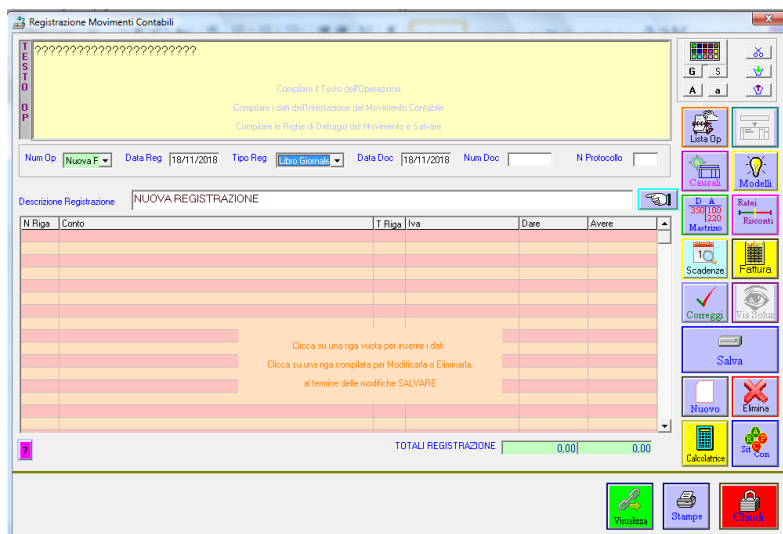 Registrazione Movimenti Contabili
TESTO OP
???????????????????????
Compilare il Testo dell'Operazione
Compilare i dati dell'Intestazione del Movimento Contabile
Compilare le Righe di Dettagio del Movimento e Salvare
G S
A a
Lista Op
Num Op Nuova F Data Reg 18/11/2018 Tipo Reg Libro Giornale Data Doc 18/11/2018 Num Doc N Protocollo
Causali Modelli
Descrizione Registrazione NUOVA REGISTRAZIONE
D A
350 100
220
Mastrino
Ratei
Risconti
N Riga Conto T Riga Iva Dare Avere
Scadenze Fattura
Correggi Vis Soluz
Clicca su una riga vuota per inserire i dati
Clicca su una riga compilata per Modificarla o Eliminarla
al termine delle modifiche SALVARE
Salva
Nuovo Elimina
?
TOTALI REGISTRAZIONE 0,00 0,00
Calcolatrice Sit Con
Visualizza Stampe Chiudi